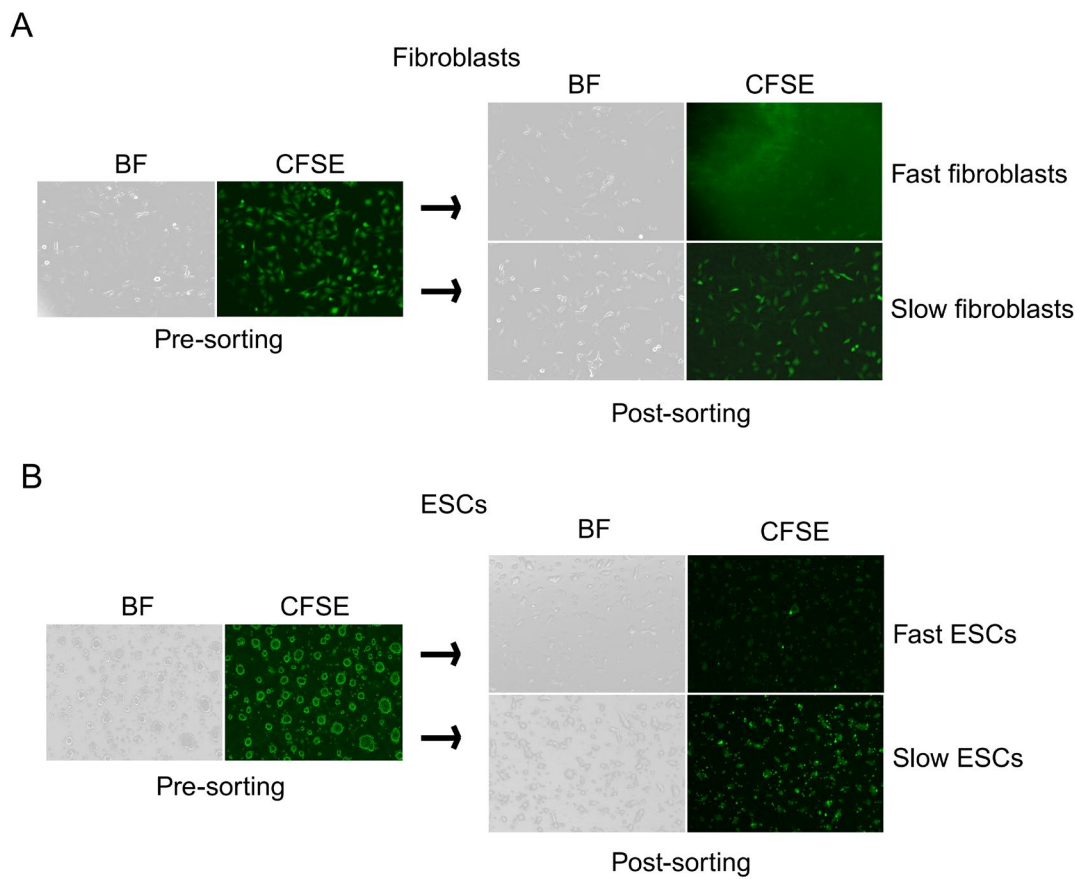 A
Fibroblasts
BF CFSE
BF CFSE
Fast fibroblasts
Slow fibroblasts
Pre-sorting
Post-sorting
B
ESCs
BF CFSE
BF CFSE
Fast ESCs
Slow ESCs
Pre-sorting
Post-sorting